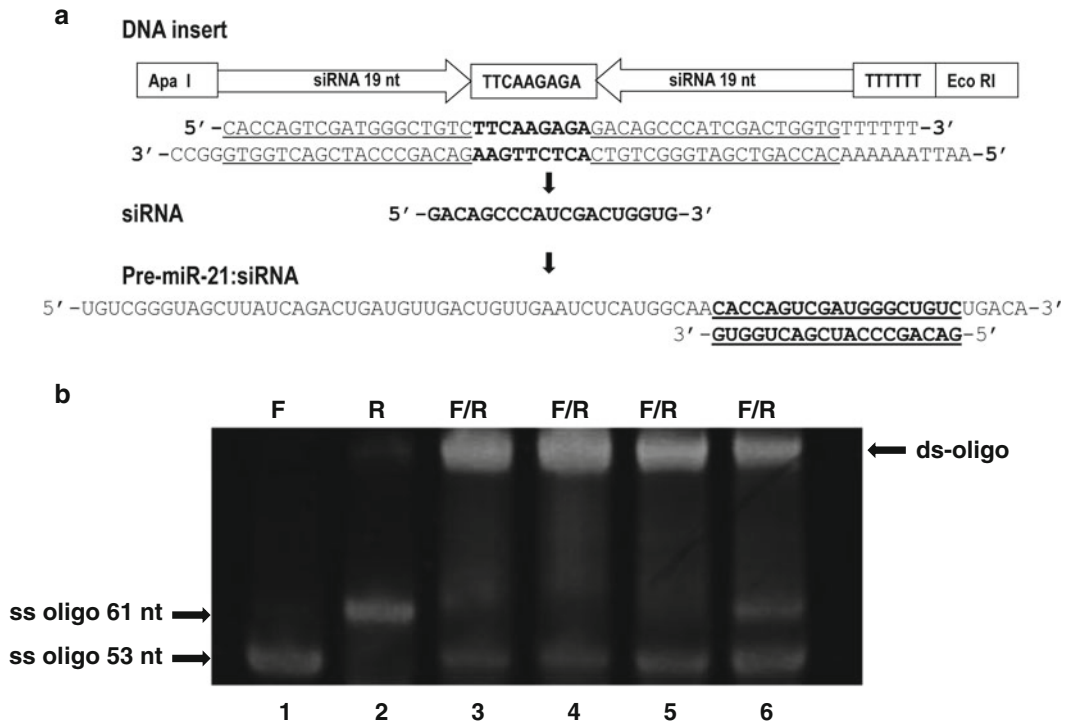 a
DNA insert
Apa I siRNA 19 nt TTCAAGAGA siRNA 19 nt TTTTTT Eco RI
5’-CACCAGTCGATGGGCTGTCTTCAAGAGAGACAGCCCATCGACTGGTGTTTTTT-3’
3’-CCGGGTGGTCAGCTACCCGACAGAAGTTCTCACTGTCGGGTAGCTGACCACAAAAAATTAA-5’
siRNA 5’-GACAGCCCAUCGACUGGUG-3’
Pre-miR-21:siRNA
5’-UGUCGGGUAGCUUAUCAGACUGAUGUUGACUGUUGAAUCUCAUGGCAACACCAGUCGAUGGGCUGUCUGACA-3’
3’-GUGGUCAGCUACCCGACAG-5’
b
F R F/R F/R F/R F/R
ds-oligo
ss oligo 61 nt
ss oligo 53 nt
1 2 3 4 5 6